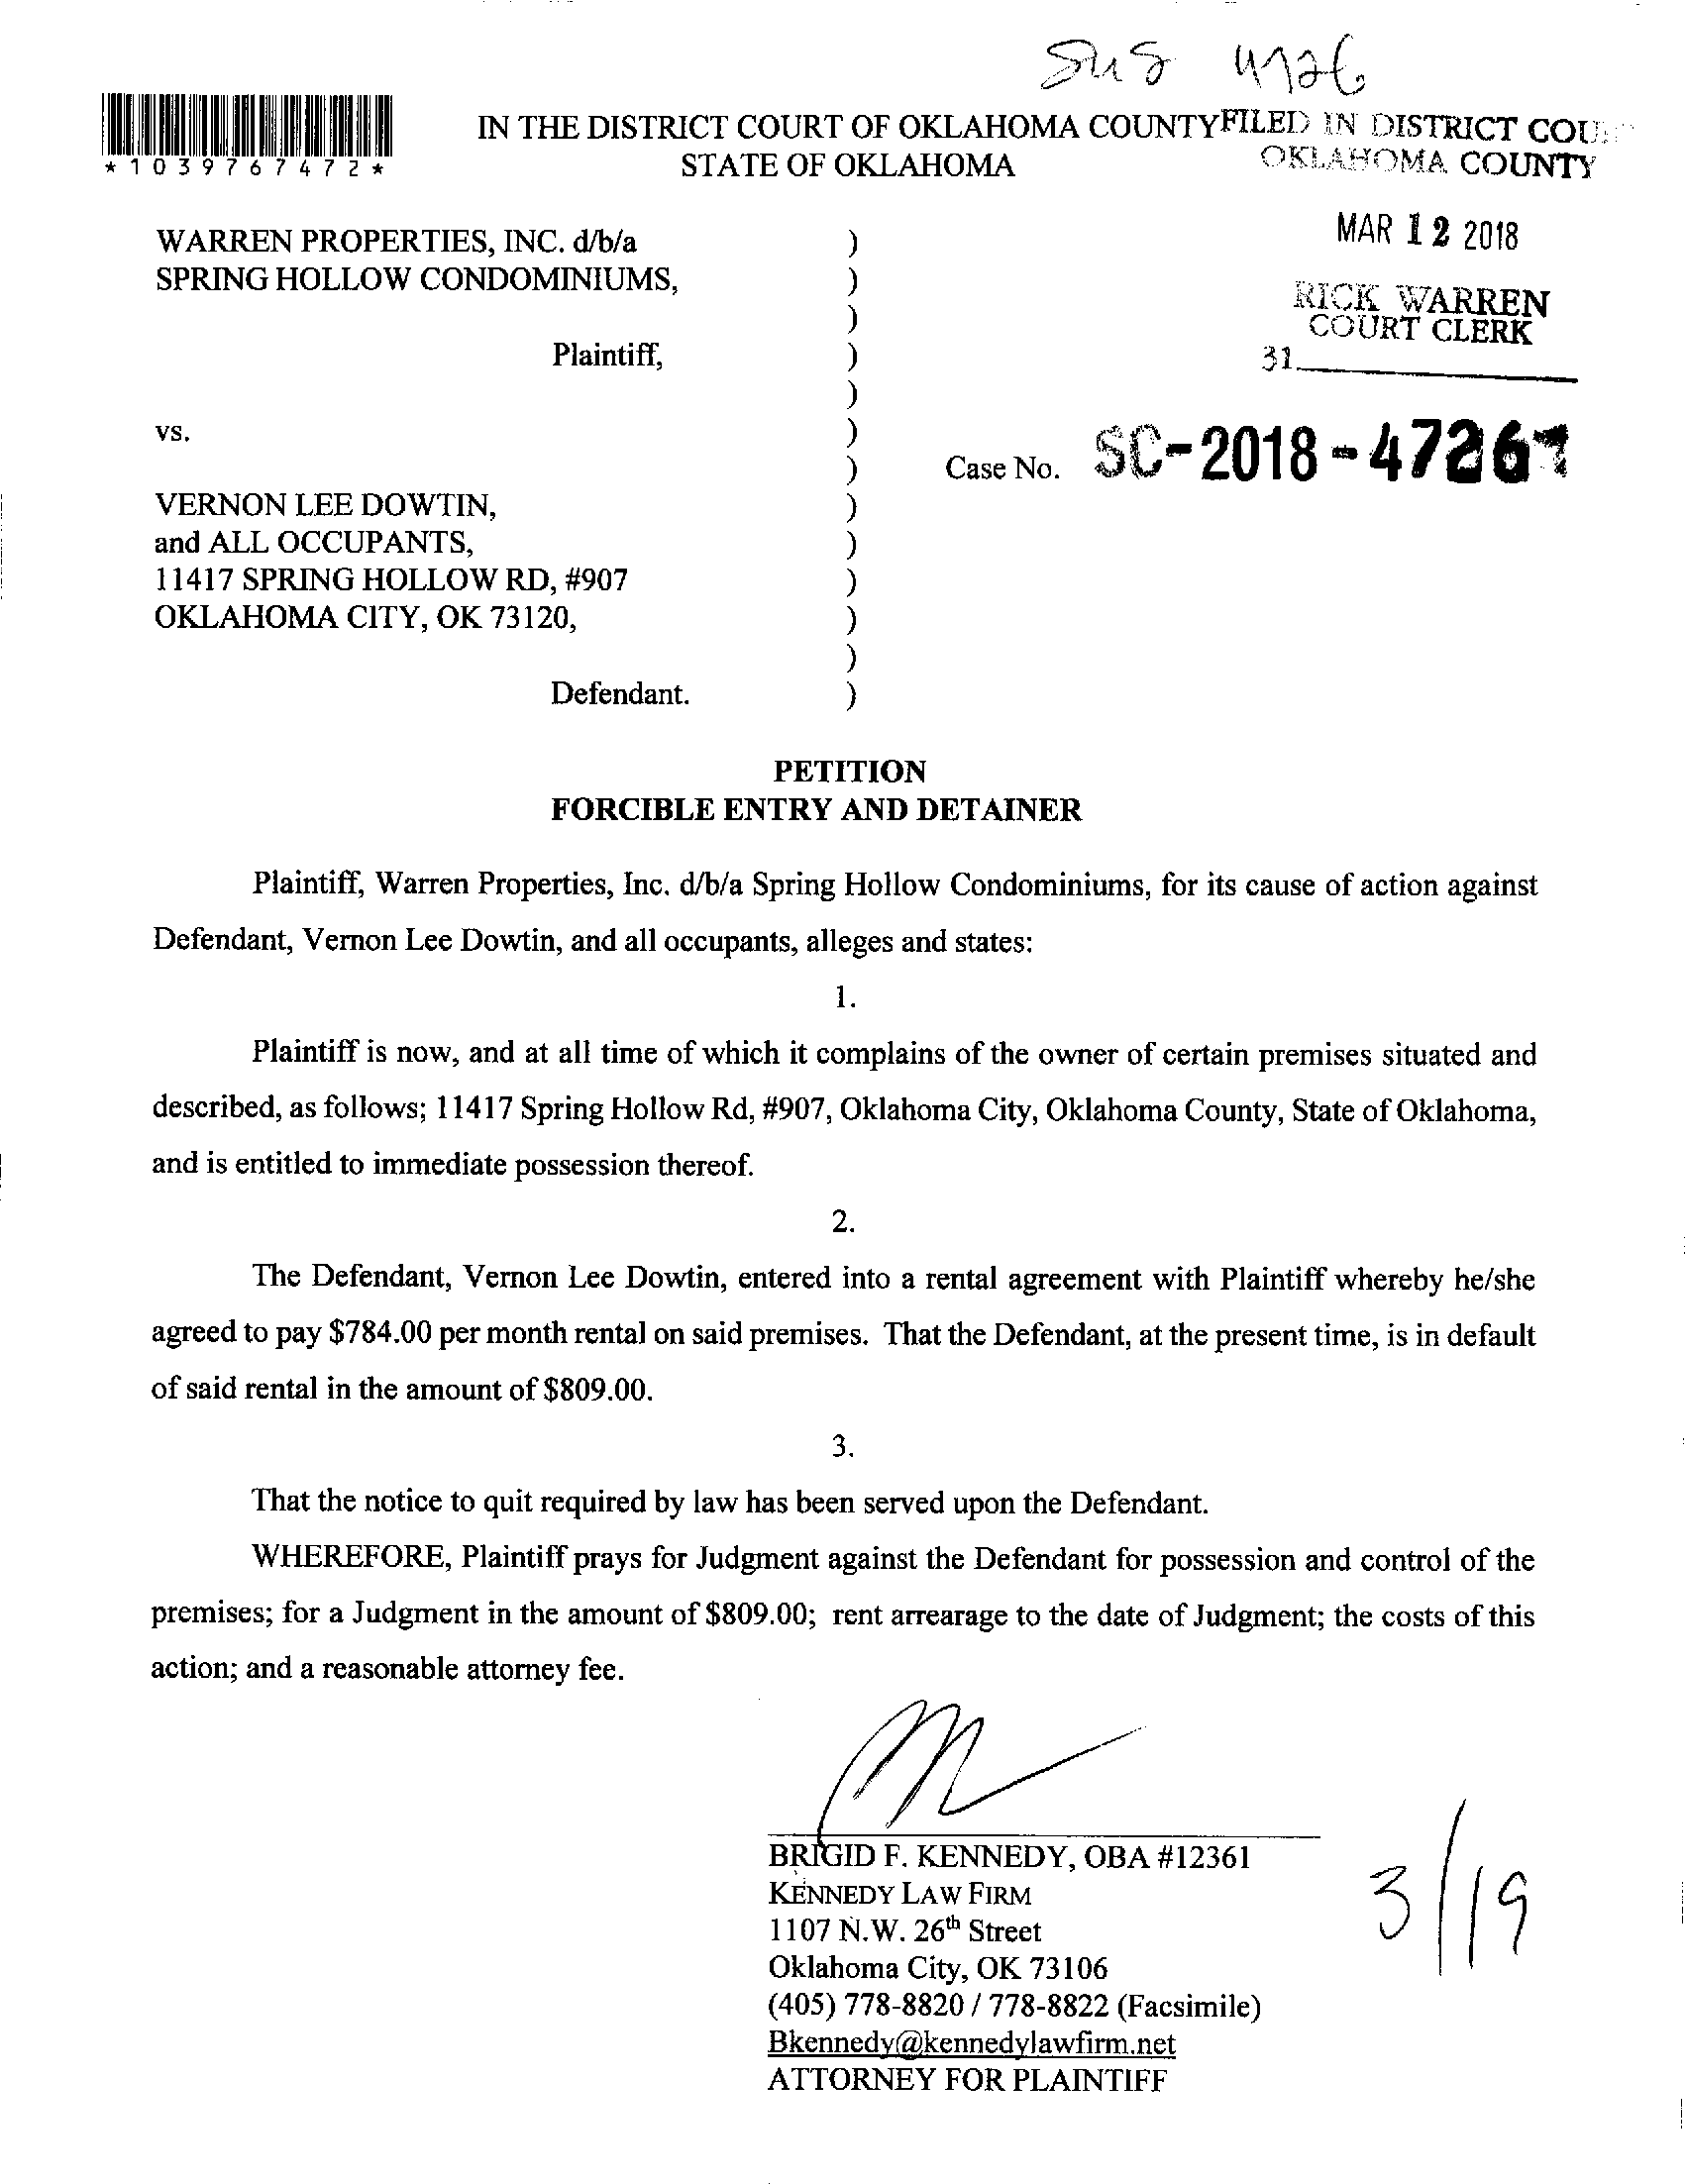 IN THE DISTRICT COURT OF OKLAHOMA COUNTY
STATE OF OKLAHOMA
FILED IN DISTRICT COURT
OKLAHOMA COUNTY
MAR 12 2018
RICK WARREN
COURT CLERK
31
*1039767472*
WARREN PROPERTIES, INC. d/b/a )
SPRING HOLLOW CONDOMINIUMS, )
)
Plaintiff, )
)
vs. )
) Case No. SC-2018-47267
VERNON LEE DOWTIN, )
and ALL OCCUPANTS, )
11417 SPRING HOLLOW RD, #907 )
OKLAHOMA CITY, OK 73120, )
)
Defendant. )
PETITION
FORCIBLE ENTRY AND DETAINER
Plaintiff, Warren Properties, Inc. d/b/a Spring Hollow Condominiums, for its cause of action against
Defendant, Vernon Lee Dowtin, and all occupants, alleges and states:
1.
Plaintiff is now, and at all time of which it complains of the owner of certain premises situated and
described, as follows; 11417 Spring Hollow Rd, #907, Oklahoma City, Oklahoma County, State of Oklahoma,
and is entitled to immediate possession thereof.
2.
The Defendant, Vernon Lee Dowtin, entered into a rental agreement with Plaintiff whereby he/she
agreed to pay $784.00 per month rental on said premises. That the Defendant, at the present time, is in default
of said rental in the amount of $809.00.
3.
That the notice to quit required by law has been served upon the Defendant.
WHEREFORE, Plaintiff prays for Judgment against the Defendant for possession and control of the
premises; for a Judgment in the amount of $809.00; rent arrearage to the date of Judgment; the costs of this
action; and a reasonable attorney fee.
BRIGID F. KENNEDY, OBA #12361
KENNEDY LAW FIRM
1107 N.W. 26th Street
Oklahoma City, OK 73106
(405) 778-8820 / 778-8822 (Facsimile)
Bkennedy@kennedylawfirm.net
ATTORNEY FOR PLAINTIFF
3/19